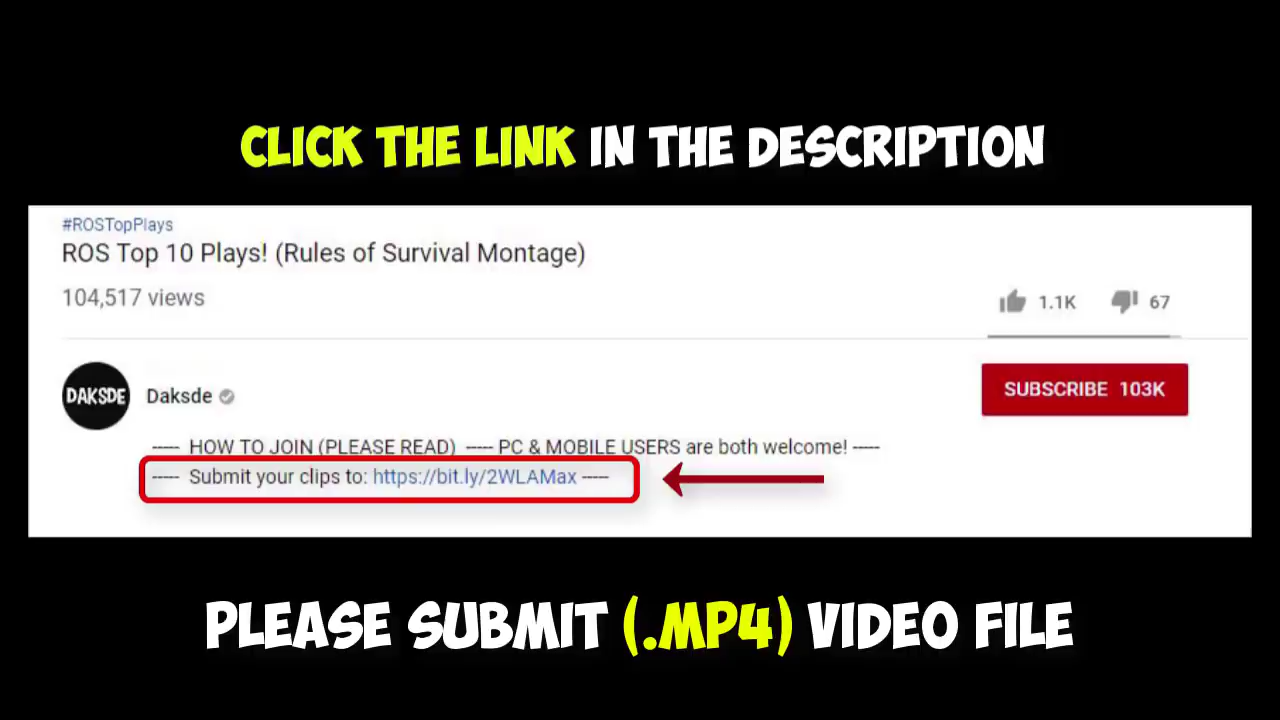 CLICK THE LINK IN THE DESCRIPTION
#ROSTopPlays
ROS Top 10 Plays! (Rules of Survival Montage)
104,517 views
1.1K 67
DAKSDE Daksde
SUBSCRIBE 103K
----- HOW TO JOIN (PLEASE READ) ----- PC & MOBILE USERS are both welcome! -----
----- Submit your clips to: https://bit.ly/2WLAMax -----
PLEASE SUBMIT (.MP4) VIDEO FILE